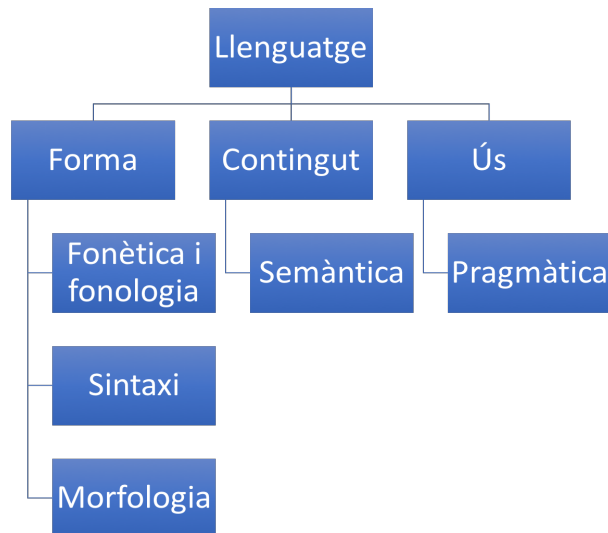 Llenguatge
Forma
Contingut
Ús
Fonètica i
fonologia
Semàntica
Pragmàtica
Sintaxi
Morfologia